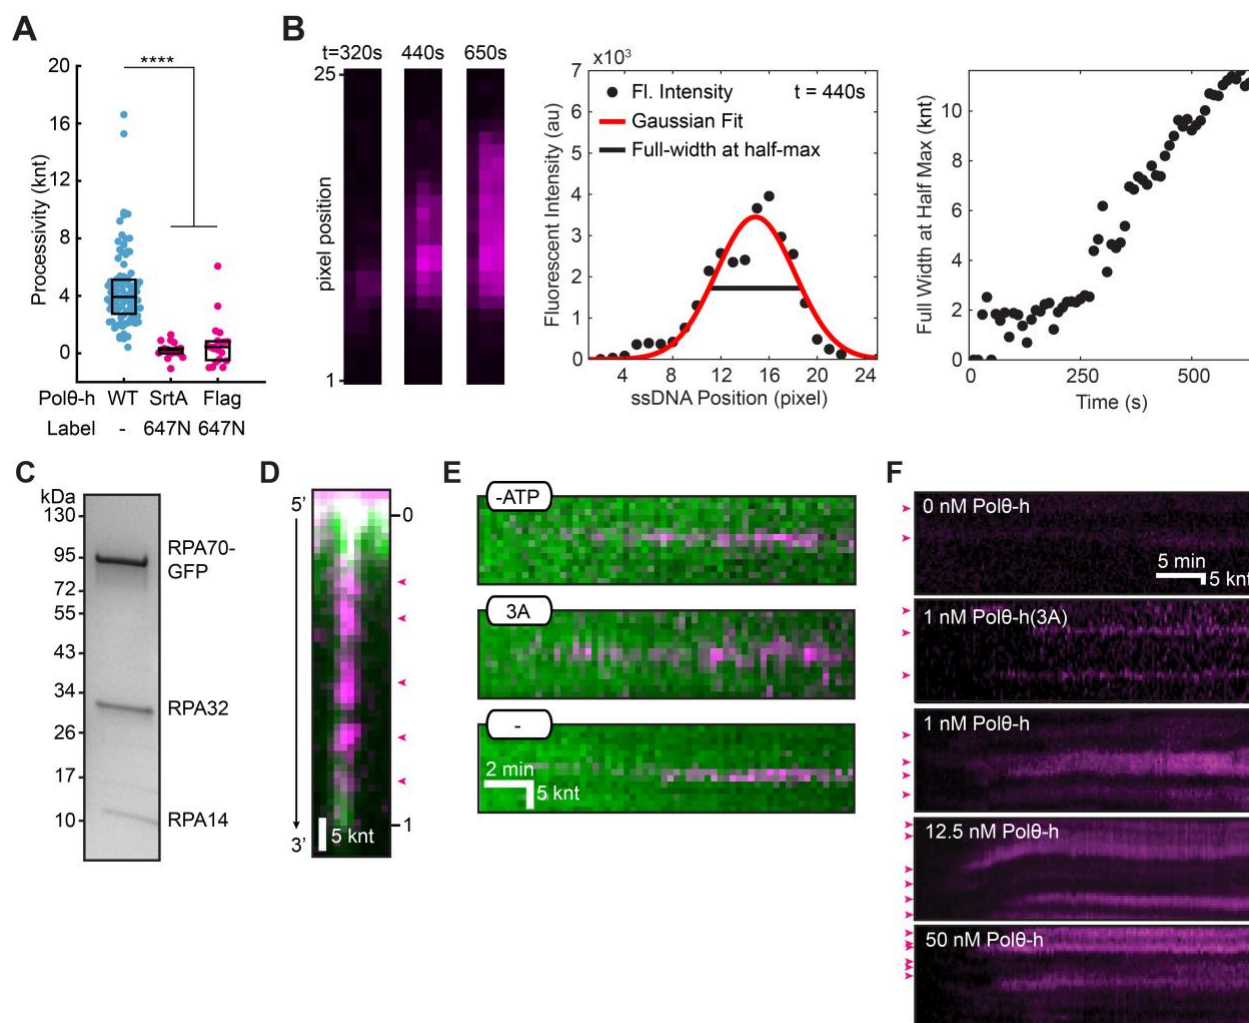 A
20
16
12
8
4
0
Processivity (knt)
****
Polθ-h WT SrtA Flag
Label - 647N 647N
B
t=320s 440s 650s
25
pixel position
1
×10³
7
6
5
4
3
2
1
0
Fluorescent Intensity (au)
Fl. Intensity t = 440s
Gaussian Fit
Full-width at half-max
4 8 12 16 20 24
ssDNA Position (pixel)
Full Width at Half Max (knt)
10
8
6
4
2
0
0 250 500
Time (s)
C
kDa
130
95
72
55
43
34
26
17
10
RPA70-
GFP
RPA32
RPA14
D
5'
3'
0
1
5 knt
E
-ATP
3A
-
2 min
5 knt
F
0 nM Polθ-h
5 min
5 knt
1 nM Polθ-h(3A)
1 nM Polθ-h
12.5 nM Polθ-h
50 nM Polθ-h